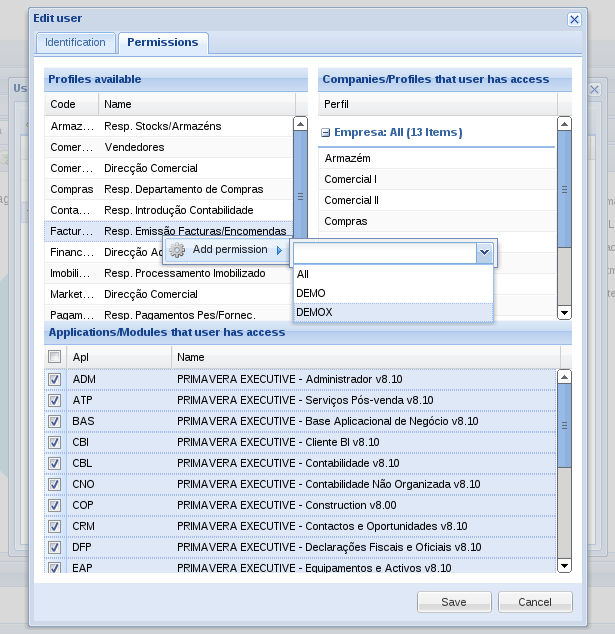 Edit user
Identification
Permissions
Profiles available
Companies/Profiles that user has access
Code Name
Perfil
Armaz... Resp. Stocks/Armazéns
Comer... Vendedores
Comer... Direcção Comercial
Compras Resp. Departamento de Compras
Conta... Resp. Introdução Contabilidade
Factur... Resp. Emissão Facturas/Encomendas
Financ... Direcção
Imobili... Resp. Processamento Imobilizado
Market... Direcção Comercial
Pagam... Resp. Pagamentos Pes/Fornec.
Empresa: All (13 Items)
Armazém
Comercial I
Comercial II
Compras
Add permission
All
DEMO
DEMOX
Applications/Modules that user has access
Apl Name
ADM PRIMAVERA EXECUTIVE - Administrador v8.10
ATP PRIMAVERA EXECUTIVE - Serviços Pós-venda v8.10
BAS PRIMAVERA EXECUTIVE - Base Aplicacional de Negócio v8.10
CBI PRIMAVERA EXECUTIVE - Cliente BI v8.10
CBL PRIMAVERA EXECUTIVE - Contabilidade v8.10
CNO PRIMAVERA EXECUTIVE - Contabilidade Não Organizada v8.10
COP PRIMAVERA EXECUTIVE - Construction v8.00
CRM PRIMAVERA EXECUTIVE - Contactos e Oportunidades v8.10
DFP PRIMAVERA EXECUTIVE - Declarações Fiscais e Oficiais v8.10
EAP PRIMAVERA EXECUTIVE - Equipamentos e Activos v8.10
Save
Cancel